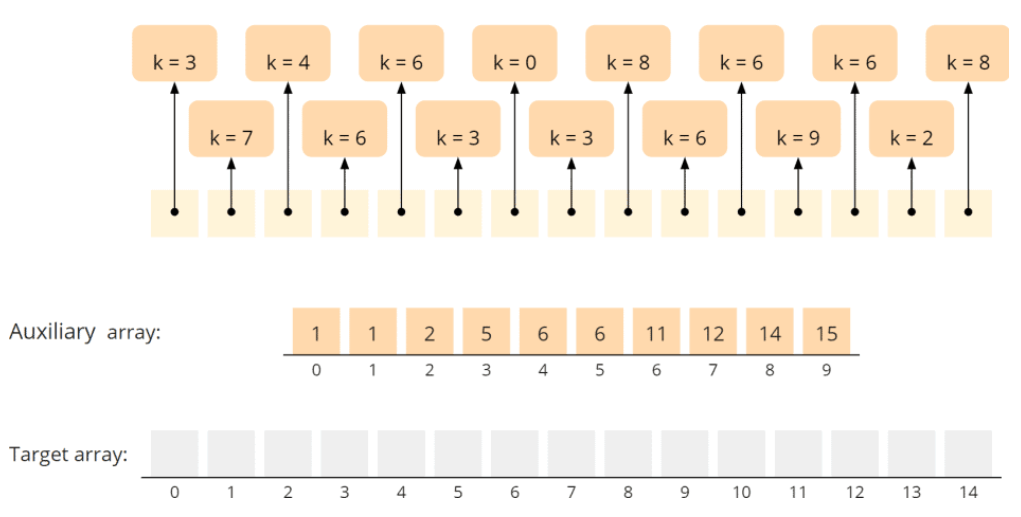 k = 3 k = 4 k = 6 k = 0 k = 8 k = 6 k = 6 k = 8
k = 7 k = 6 k = 3 k = 3 k = 6 k = 9 k = 2
Auxiliary array: 1 1 2 5 6 6 11 12 14 15
0 1 2 3 4 5 6 7 8 9
Target array:
0 1 2 3 4 5 6 7 8 9 10 11 12 13 14